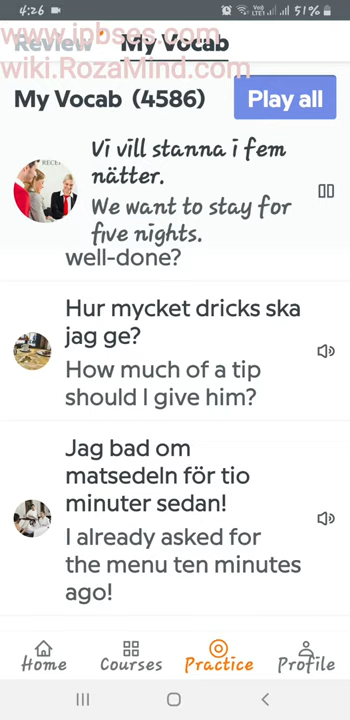 4:26
51%
www.ipbses.com
Review My Vocab
wiki.RozaMind.com
My Vocab (4586) Play all
Vi vill stanna i fem
nätter.
We want to stay for
five nights.
well-done?
Hur mycket dricks ska
jag ge?
How much of a tip
should I give him?
Jag bad om
matsedeln för tio
minuter sedan!
I already asked for
the menu ten minutes
ago!
Home Courses Practice Profile